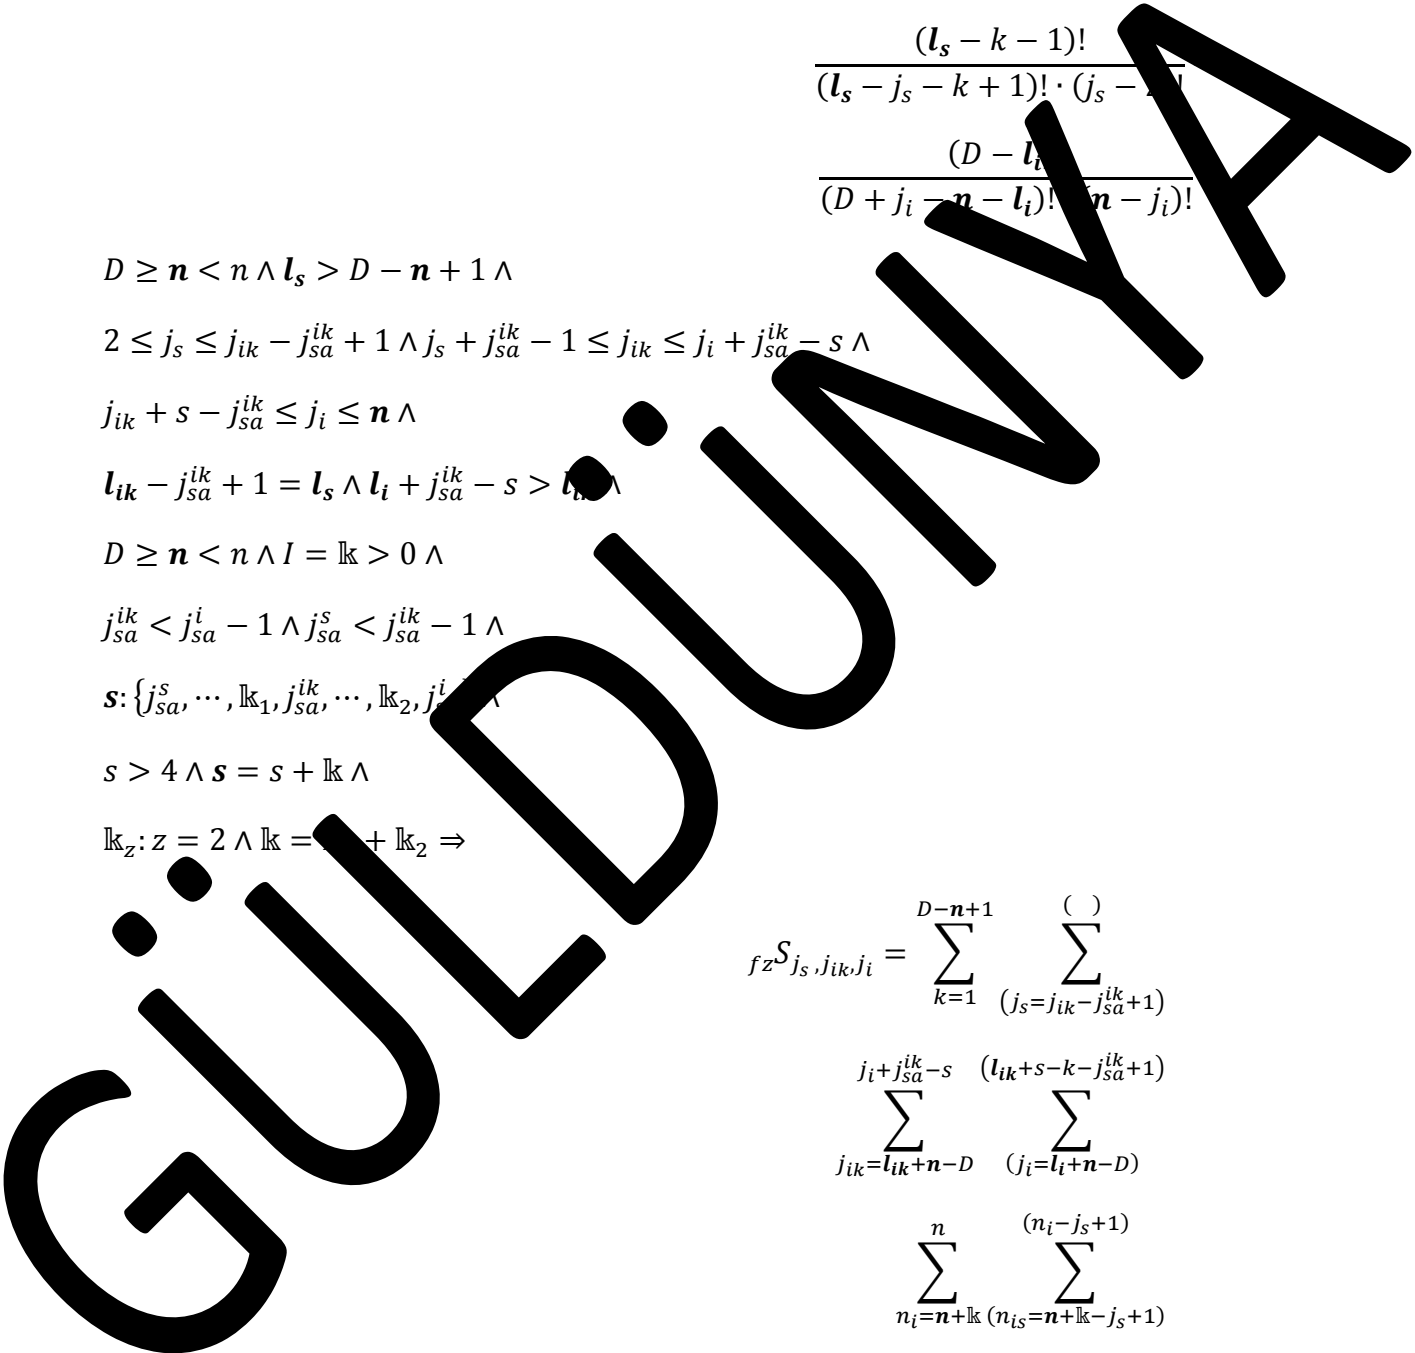 (l_s − k − 1)!
(l_s − j_s − k + 1)! · (j_s − !
(D − l_i
(D + j_i − n − l_i)! (n − j_i)!
D ≥ n < n ∧ l_s > D − n + 1 ∧
2 ≤ j_s ≤ j_ik − j_sa^ik + 1 ∧ j_s + j_sa^ik − 1 ≤ j_ik ≤ j_i + j_sa^ik − s ∧
j_ik + s − j_sa^ik ≤ j_i ≤ n ∧
l_ik − j_sa^ik + 1 = l_s ∧ l_i + j_sa^ik − s > l_ik ∧
D ≥ n < n ∧ I = 𝕜 > 0 ∧
j_sa^ik < j_sa^i − 1 ∧ j_sa^s < j_sa^ik − 1 ∧
s: {j_sa^s, ⋯ , 𝕜_1, j_sa^ik, ⋯ , 𝕜_2, j^i ∧
s > 4 ∧ s = s + 𝕜 ∧
𝕜_z: z = 2 ∧ 𝕜 = + 𝕜_2 ⇒
D−n+1 ( )
fzS_{j_s, j_ik, j_i} = ∑ ∑
k=1 (j_s=j_ik−j_sa^ik+1)
j_i+j_sa^ik−s (l_ik+s−k−j_sa^ik+1)
∑ ∑
j_ik=l_ik+n−D (j_i=l_i+n−D)
n (n_i−j_s+1)
∑ ∑
n_i=n+𝕜 (n_is=n+𝕜−j_s+1)
GÜLDÜNYA